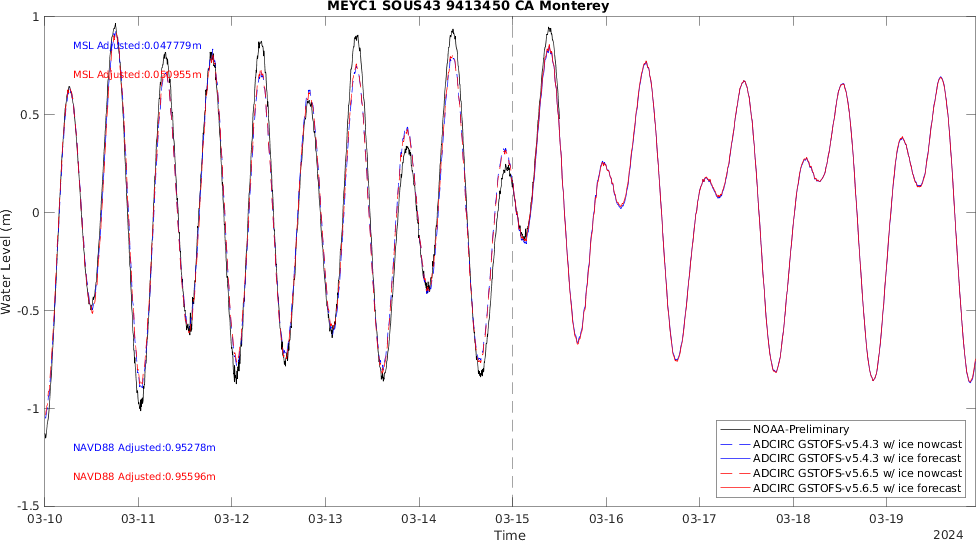 MEYC1 SOUS43 9413450 CA Monterey
1
MSL Adjusted:0.047779m
MSL Adjusted:0.050955m
0.5
0
Water Level (m)
-0.5
-1
NAVD88 Adjusted:0.95278m
NAVD88 Adjusted:0.95596m
NOAA-Preliminary
ADCIRC GSTOFS-v5.4.3 w/ ice nowcast
ADCIRC GSTOFS-v5.4.3 w/ ice forecast
ADCIRC GSTOFS-v5.6.5 w/ ice nowcast
ADCIRC GSTOFS-v5.6.5 w/ ice forecast
-1.5
03-10 03-11 03-12 03-13 03-14 03-15 03-16 03-17 03-18 03-19
Time
2024